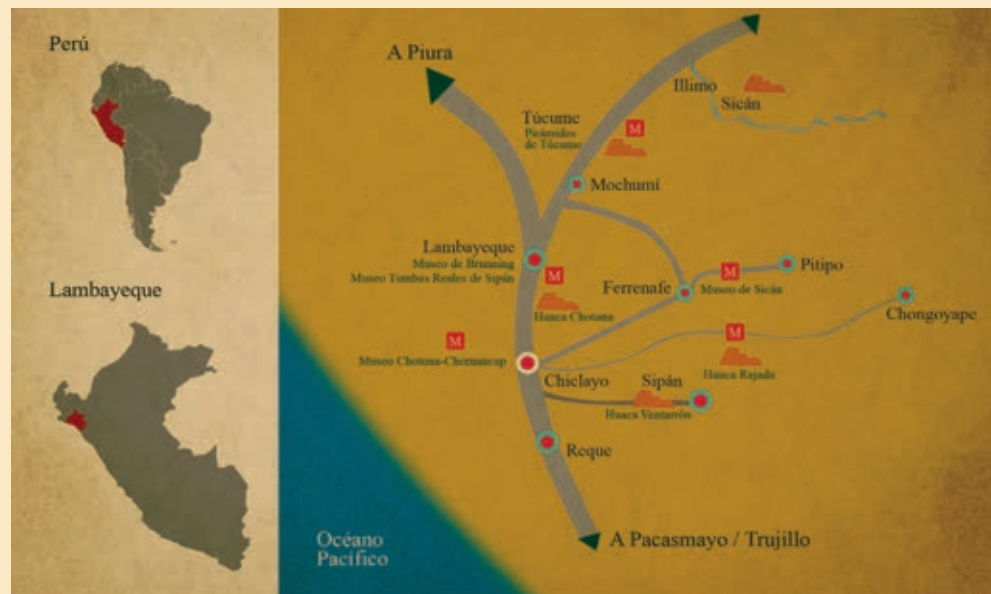 Perú
Lambayeque
A Piura
Illimo
Sicán
Túcume
Pirámides
de Túcume
M
Mochumí
Lambayeque
Museo de Brunning
Museo Tumbas Reales de Sipán
M
Huaca Chotuna
Ferrenafe
M
Museo de Sicán
Pitipo
Chongoyape
M
Museo Chotuna-Chornancap
M
Huaca Rajada
Chiclayo
Sipán
Huaca Ventarrón
Reque
Océano
Pacífico
A Pacasmayo / Trujillo